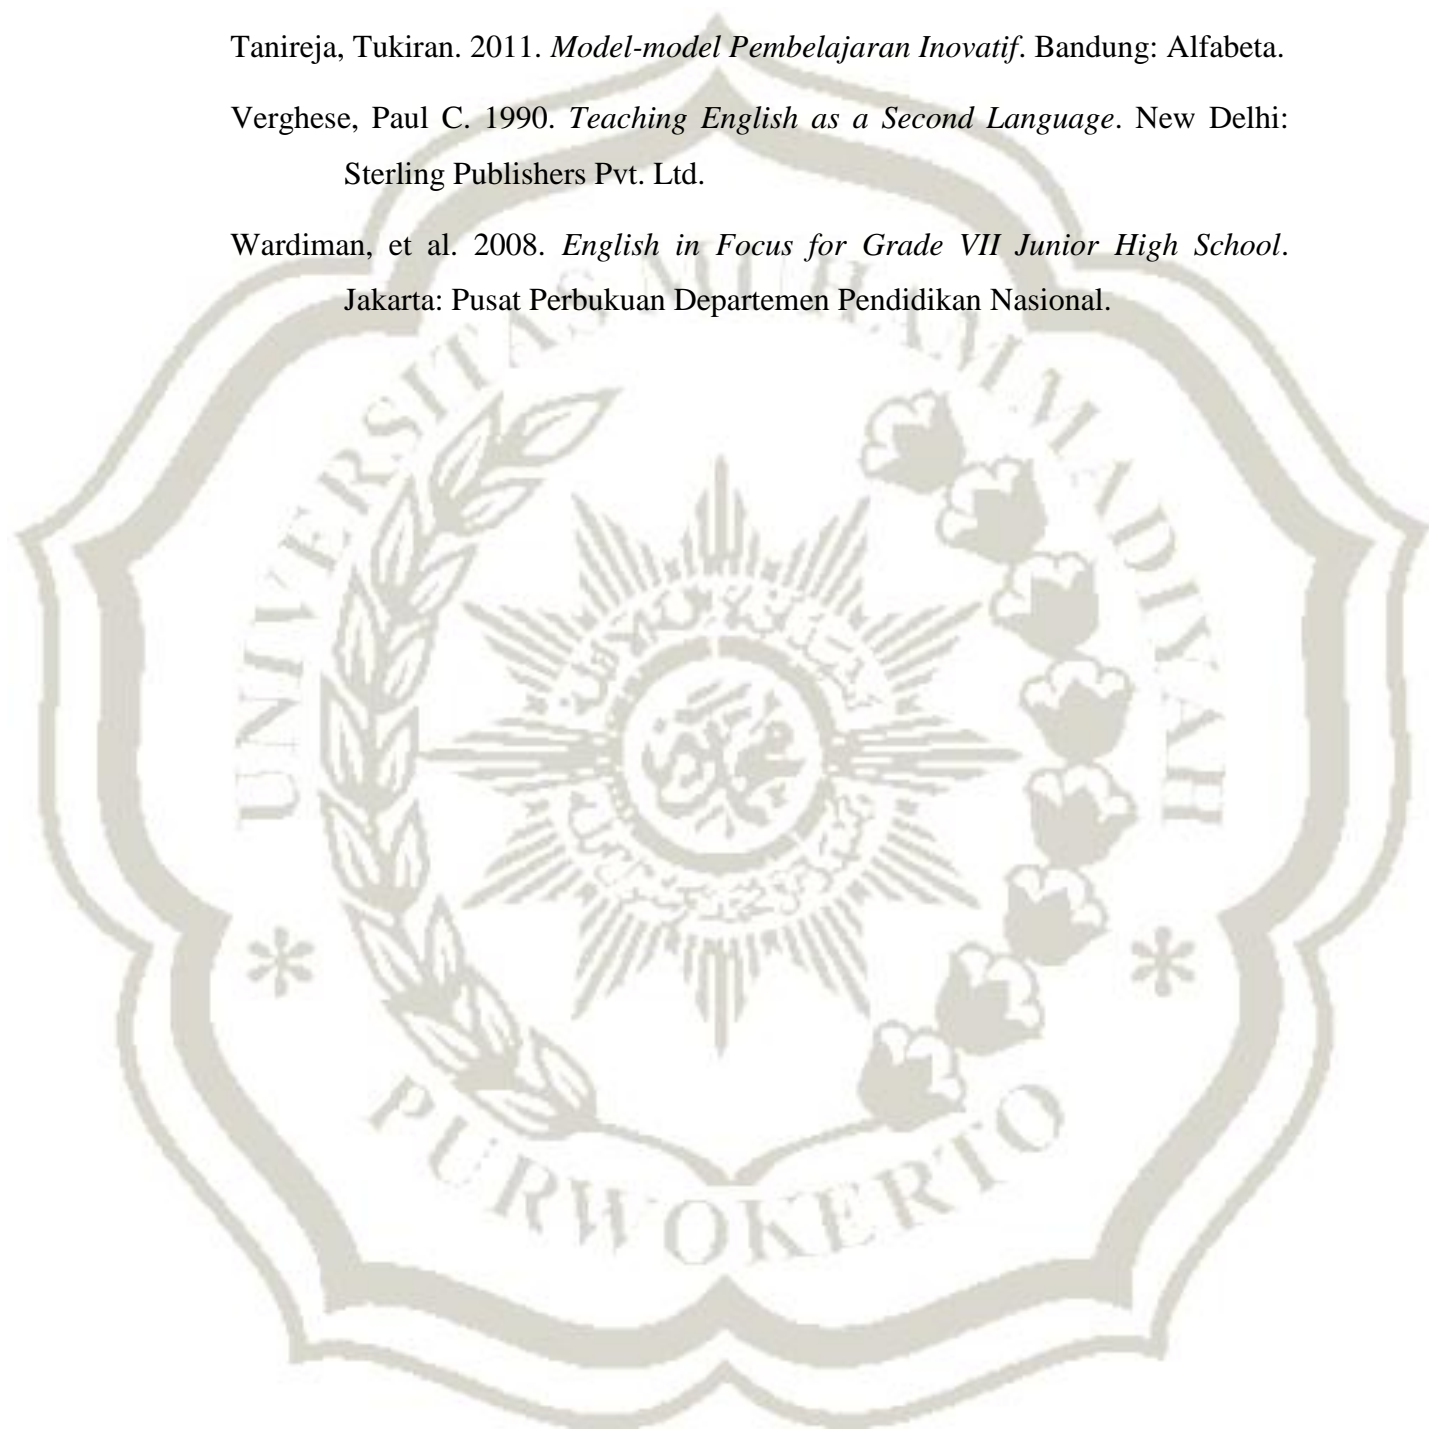 Tanireja, Tukiran. 2011. Model-model Pembelajaran Inovatif. Bandung: Alfabeta.
Verghese, Paul C. 1990. Teaching English as a Second Language. New Delhi:
Sterling Publishers Pvt. Ltd.
Wardiman, et al. 2008. English in Focus for Grade VII Junior High School.
Jakarta: Pusat Perbukuan Departemen Pendidikan Nasional.
UNIVERSITAS MUHAMMADIYAH
PURWOKERTO